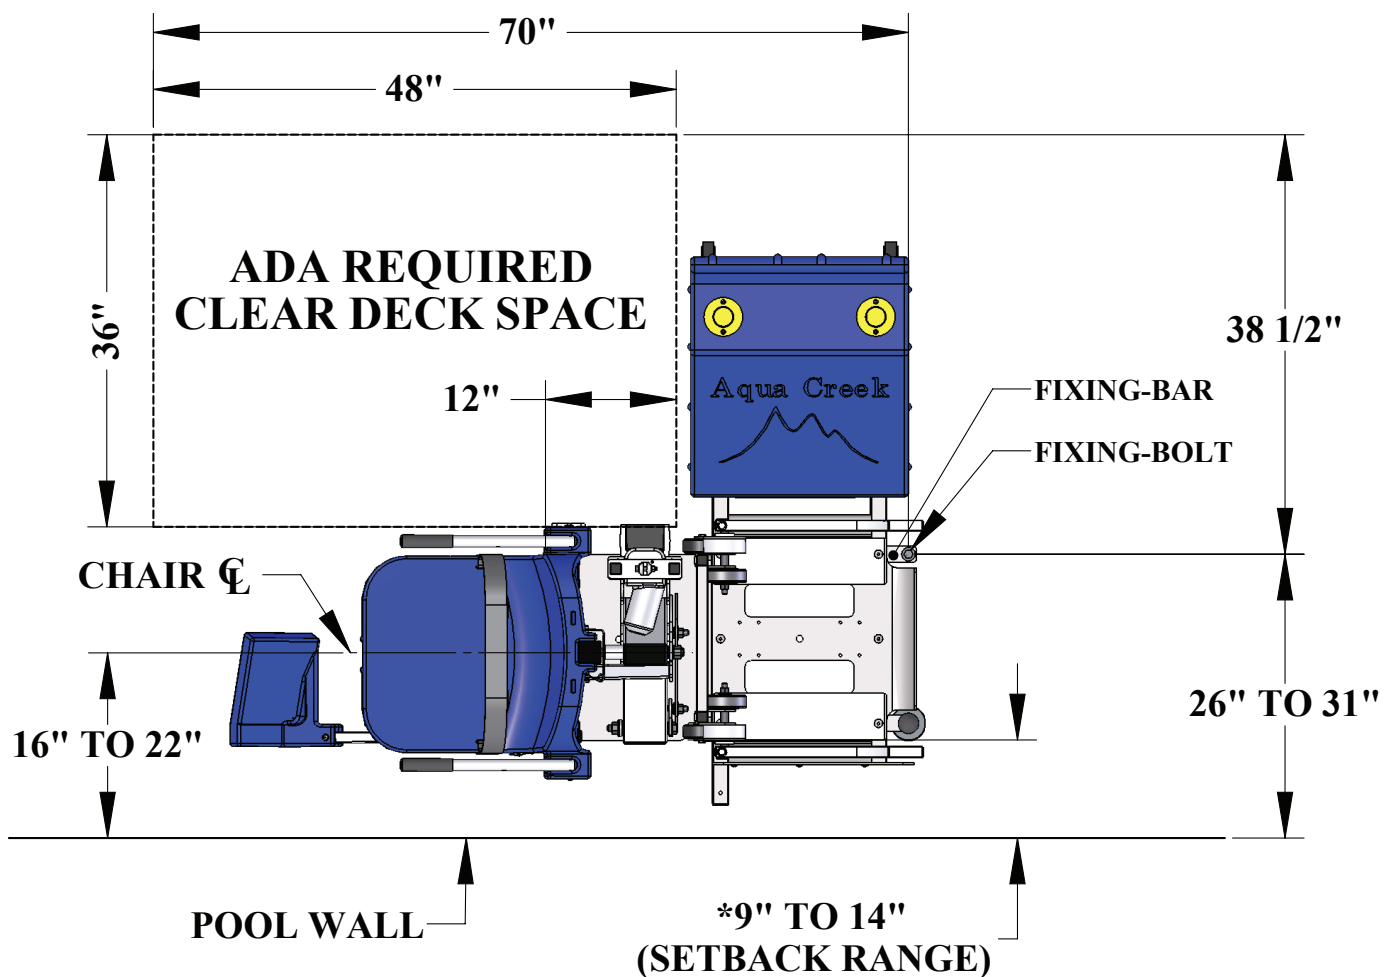 70"
48"
ADA REQUIRED
CLEAR DECK SPACE
36"
38 1/2"
12"
Aqua Creek
FIXING-BAR
FIXING-BOLT
CHAIR ℄
16" TO 22"
26" TO 31"
POOL WALL
*9" TO 14"
(SETBACK RANGE)